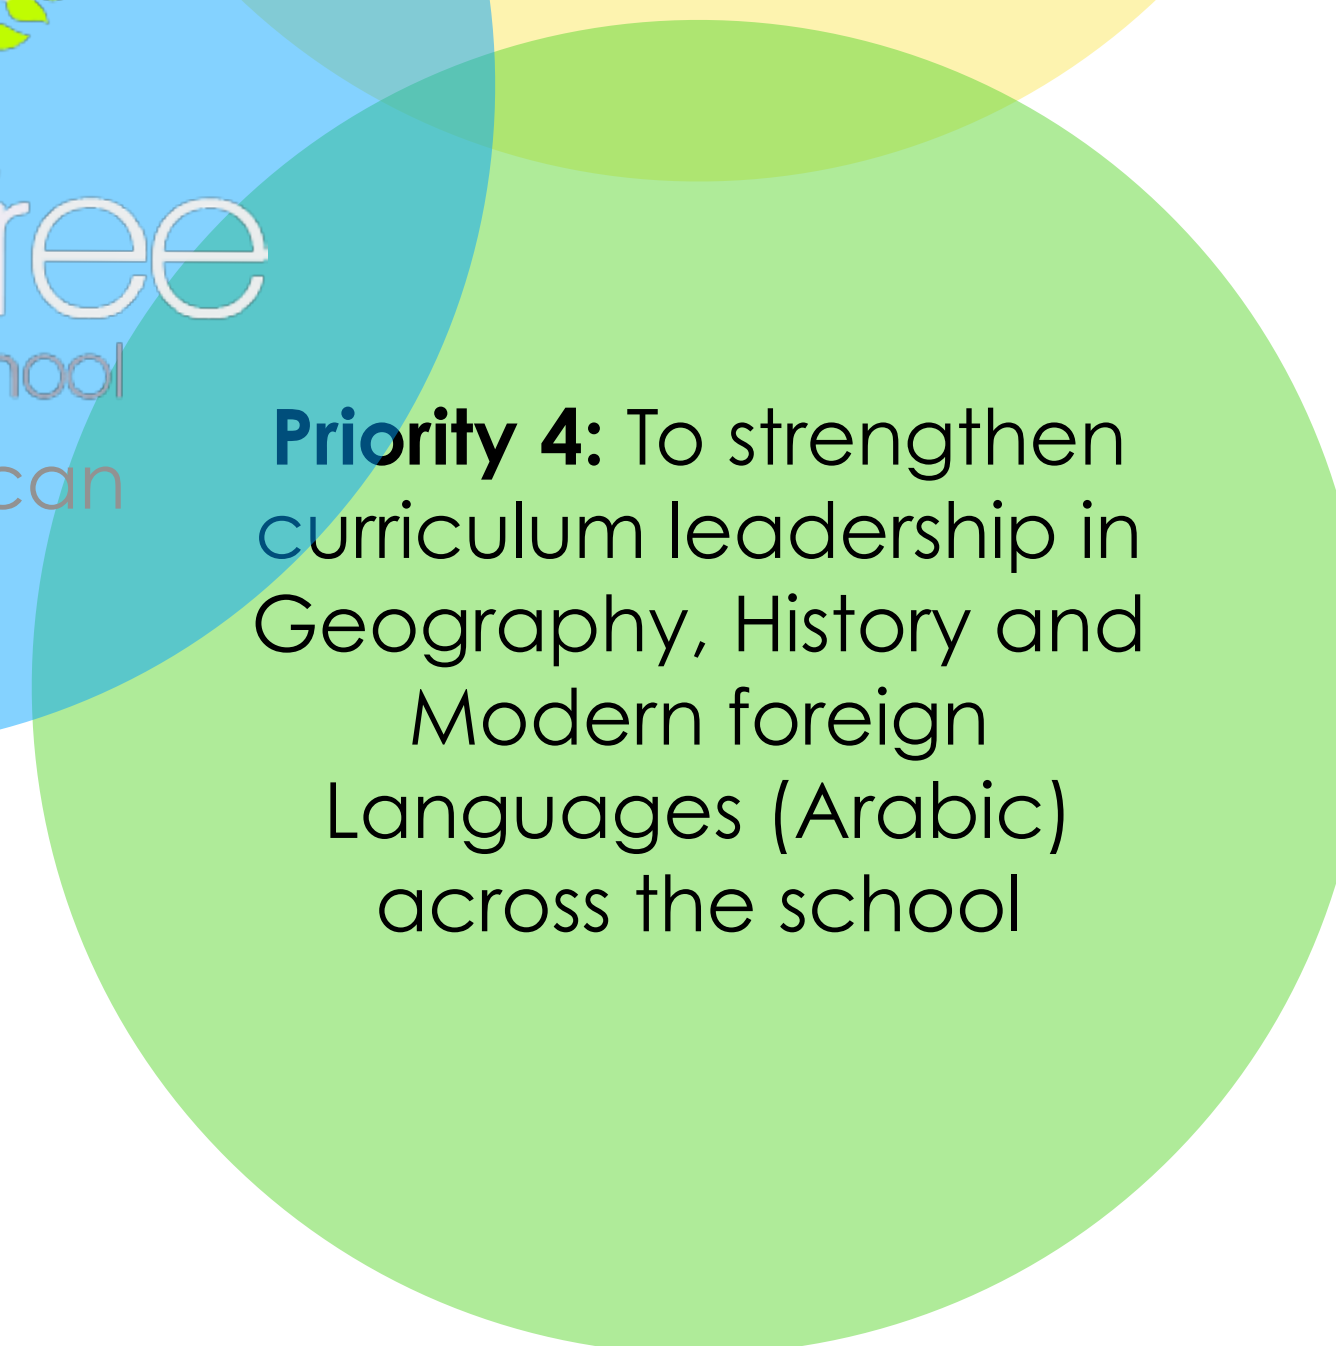 ree
hool
can
Priority 4: To strengthen
curriculum leadership in
Geography, History and
Modern foreign
Languages (Arabic)
across the school